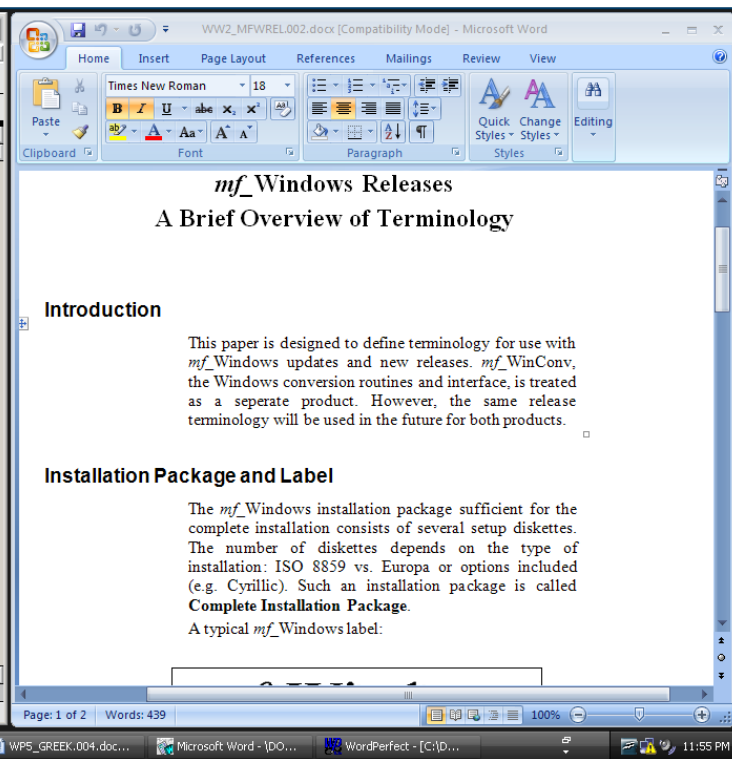 WW2_MFWREL.002.docx [Compatibility Mode] - Microsoft Word
Home Insert Page Layout References Mailings Review View
Times New Roman 18
Paste
B I U abc x₂ x² Quick Change Editing
Styles Styles
ab A Aa A A
Clipboard Font Paragraph Styles
mf_Windows Releases
A Brief Overview of Terminology
Introduction
This paper is designed to define terminology for use with
mf_Windows updates and new releases. mf_WinConv,
the Windows conversion routines and interface, is treated
as a seperate product. However, the same release
terminology will be used in the future for both products.
Installation Package and Label
The mf_Windows installation package sufficient for the
complete installation consists of several setup diskettes.
The number of diskettes depends on the type of
installation: ISO 8859 vs. Europa or options included
(e.g. Cyrillic). Such an installation package is called
Complete Installation Package.
A typical mf_Windows label:
Page: 1 of 2 Words: 439 100%
WP5_GREEK.004.doc... Microsoft Word - \DO... WordPerfect - [C:\D... 11:55 PM